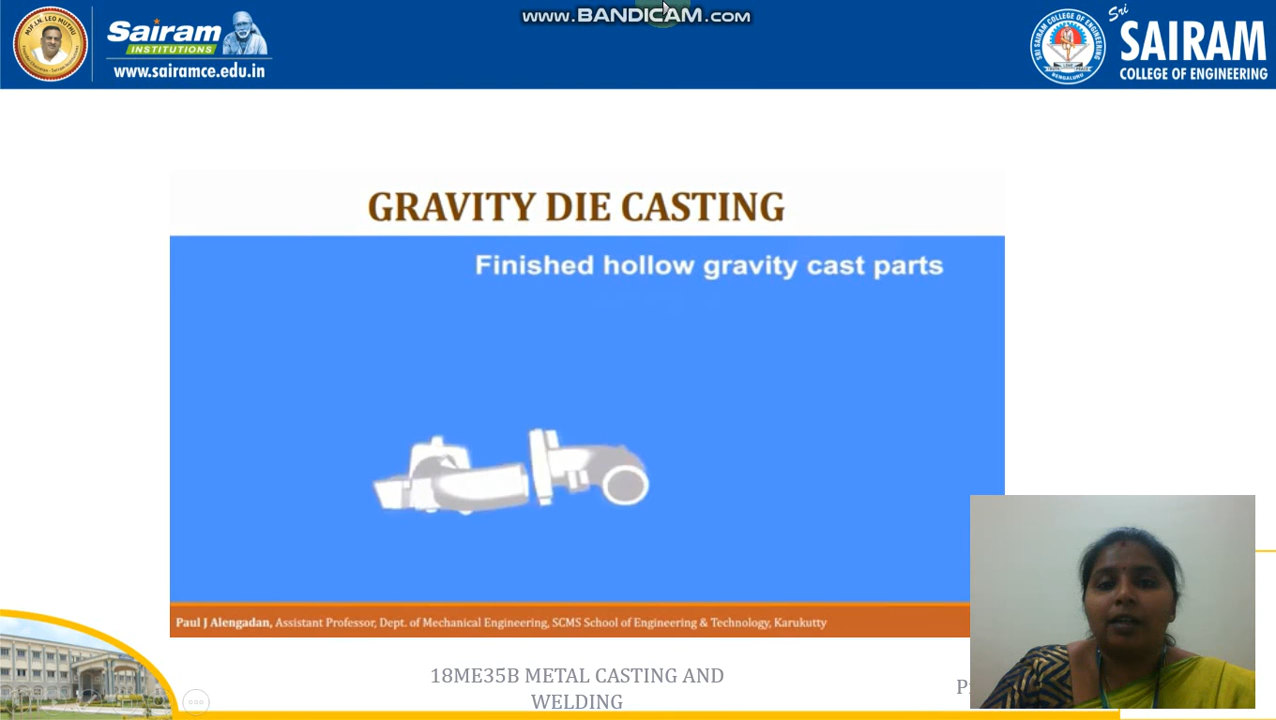 www.BANDICAM.com
Sairam
INSTITUTIONS
www.sairamce.edu.in
Sri
SAIRAM
COLLEGE OF ENGINEERING
GRAVITY DIE CASTING
Finished hollow gravity cast parts
Paul J Alengadan, Assistant Professor, Dept. of Mechanical Engineering, SCMS School of Engineering & Technology, Karukutty
18ME35B METAL CASTING AND
WELDING